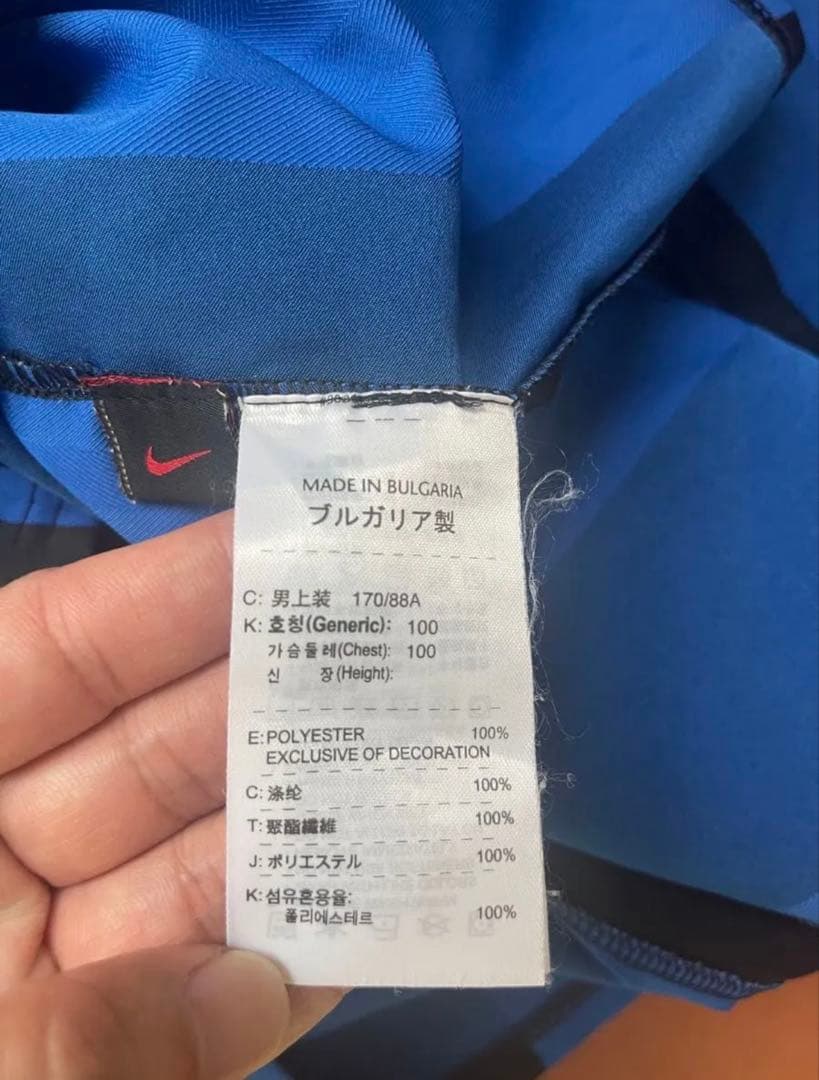 MADE IN BULGARIA
ブルガリア製
C: 男上装 170/88A
K: 호칭(Generic): 100
가슴둘레(Chest): 100
신 장(Height):
E: POLYESTER 100%
EXCLUSIVE OF DECORATION
C: 涤纶 100%
T: 聚酯纖維 100%
J: ポリエステル 100%
K: 섬유혼용율:
폴리에스테르 100%